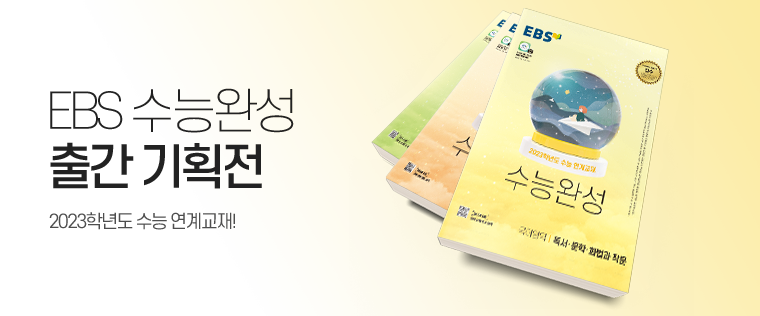 EBS 수능완성
출간 기획전
2023학년도 수능 연계교재!
EBS
2023학년도 수능 연계교재
수능완성
국어영역 | 독서·문학·화법과 작문